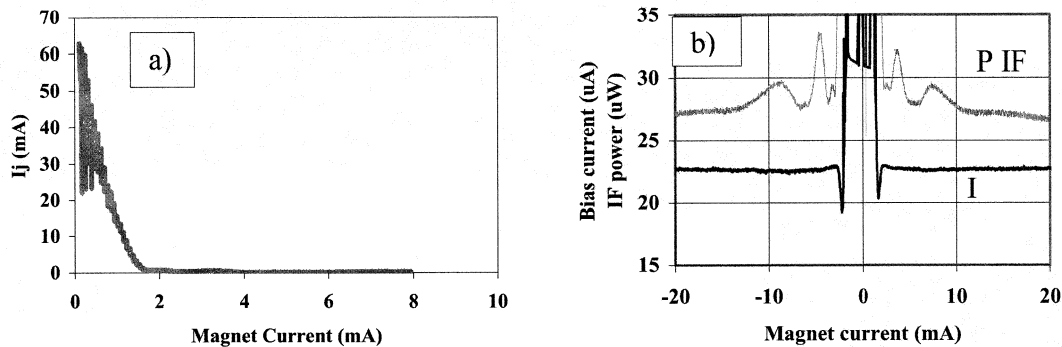 70
60
50
40
30
20
10
0
Ij (mA)
a)
0 2 4 6 8 10
Magnet Current (mA)
35
30
25
20
15
Bias current (uA)
IF power (uW)
b)
P IF
I
-20 -10 0 10 20
Magnet current (mA)